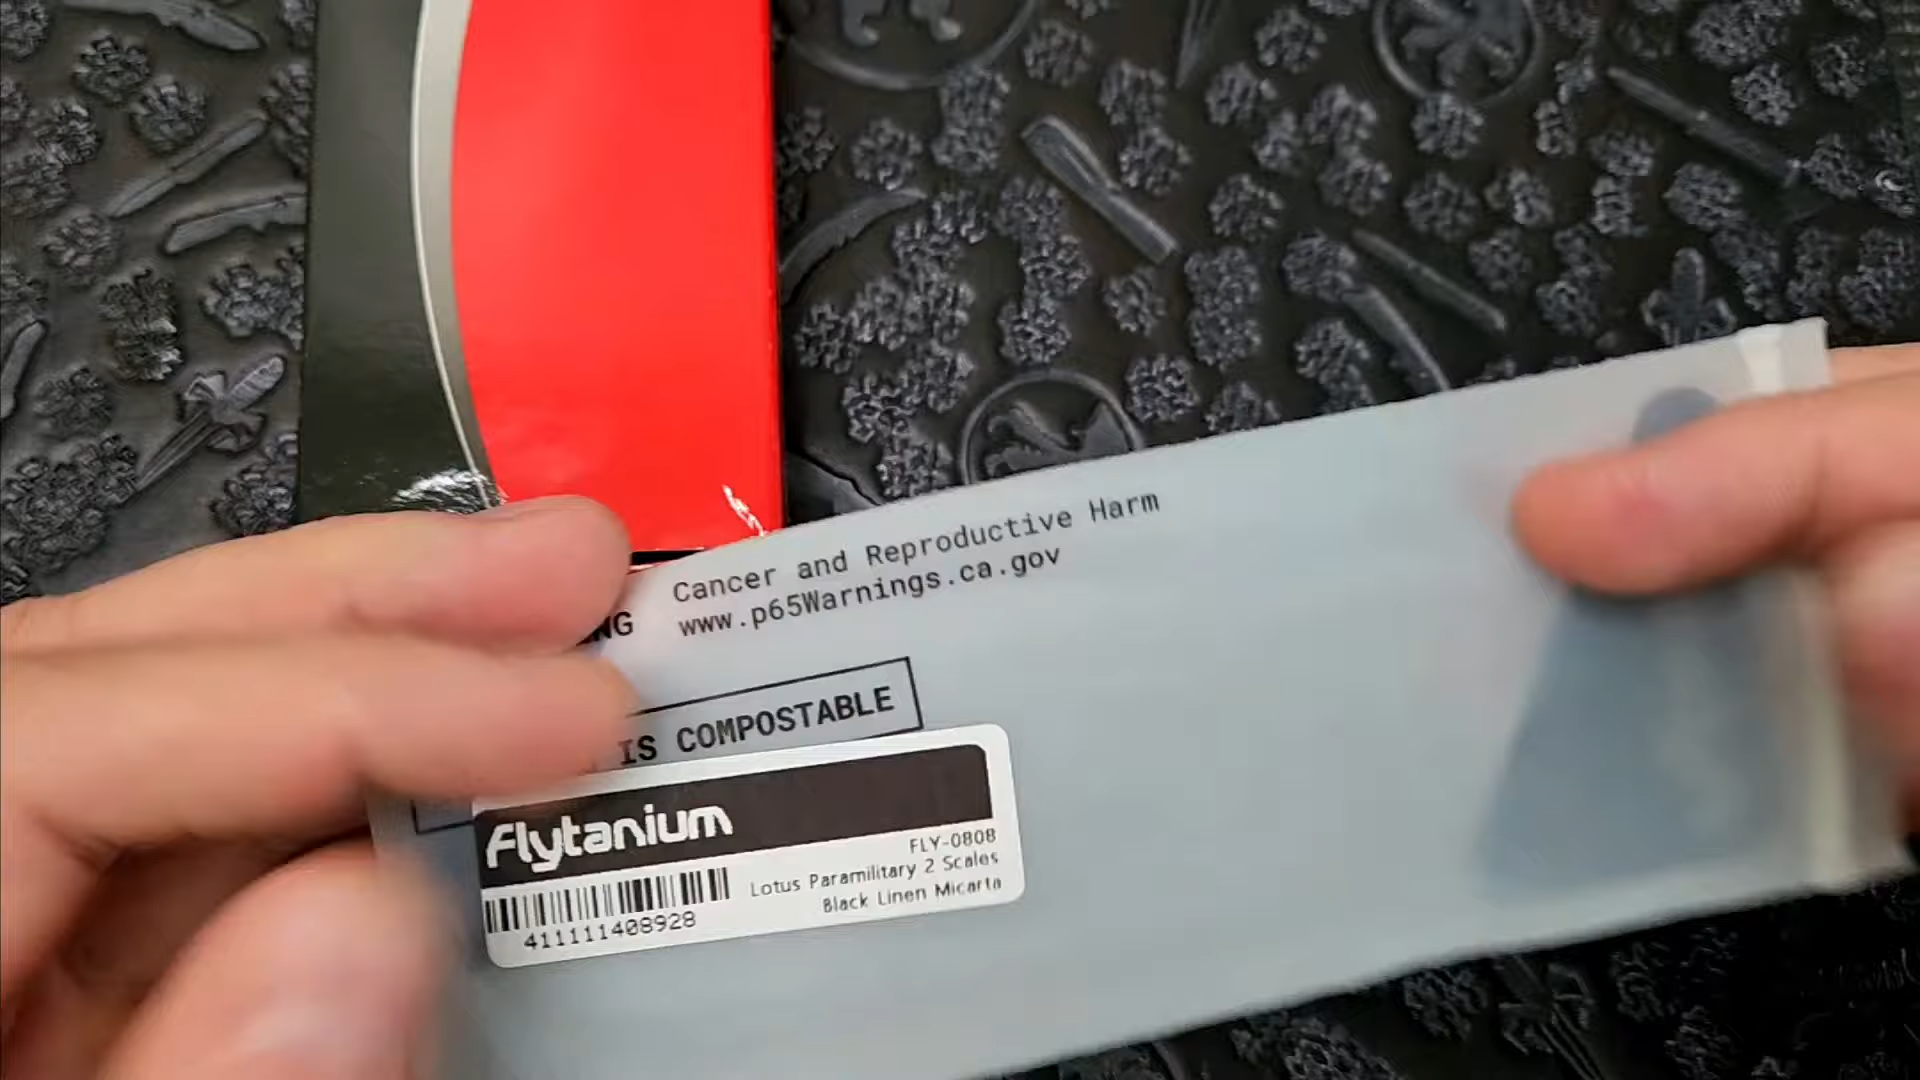 Cancer and Reproductive Harm
www.p65Warnings.ca.gov
IS COMPOSTABLE
Flytanium
FLY-0808
Lotus Paramilitary 2 Scales
Black Linen Micarta
411111408928